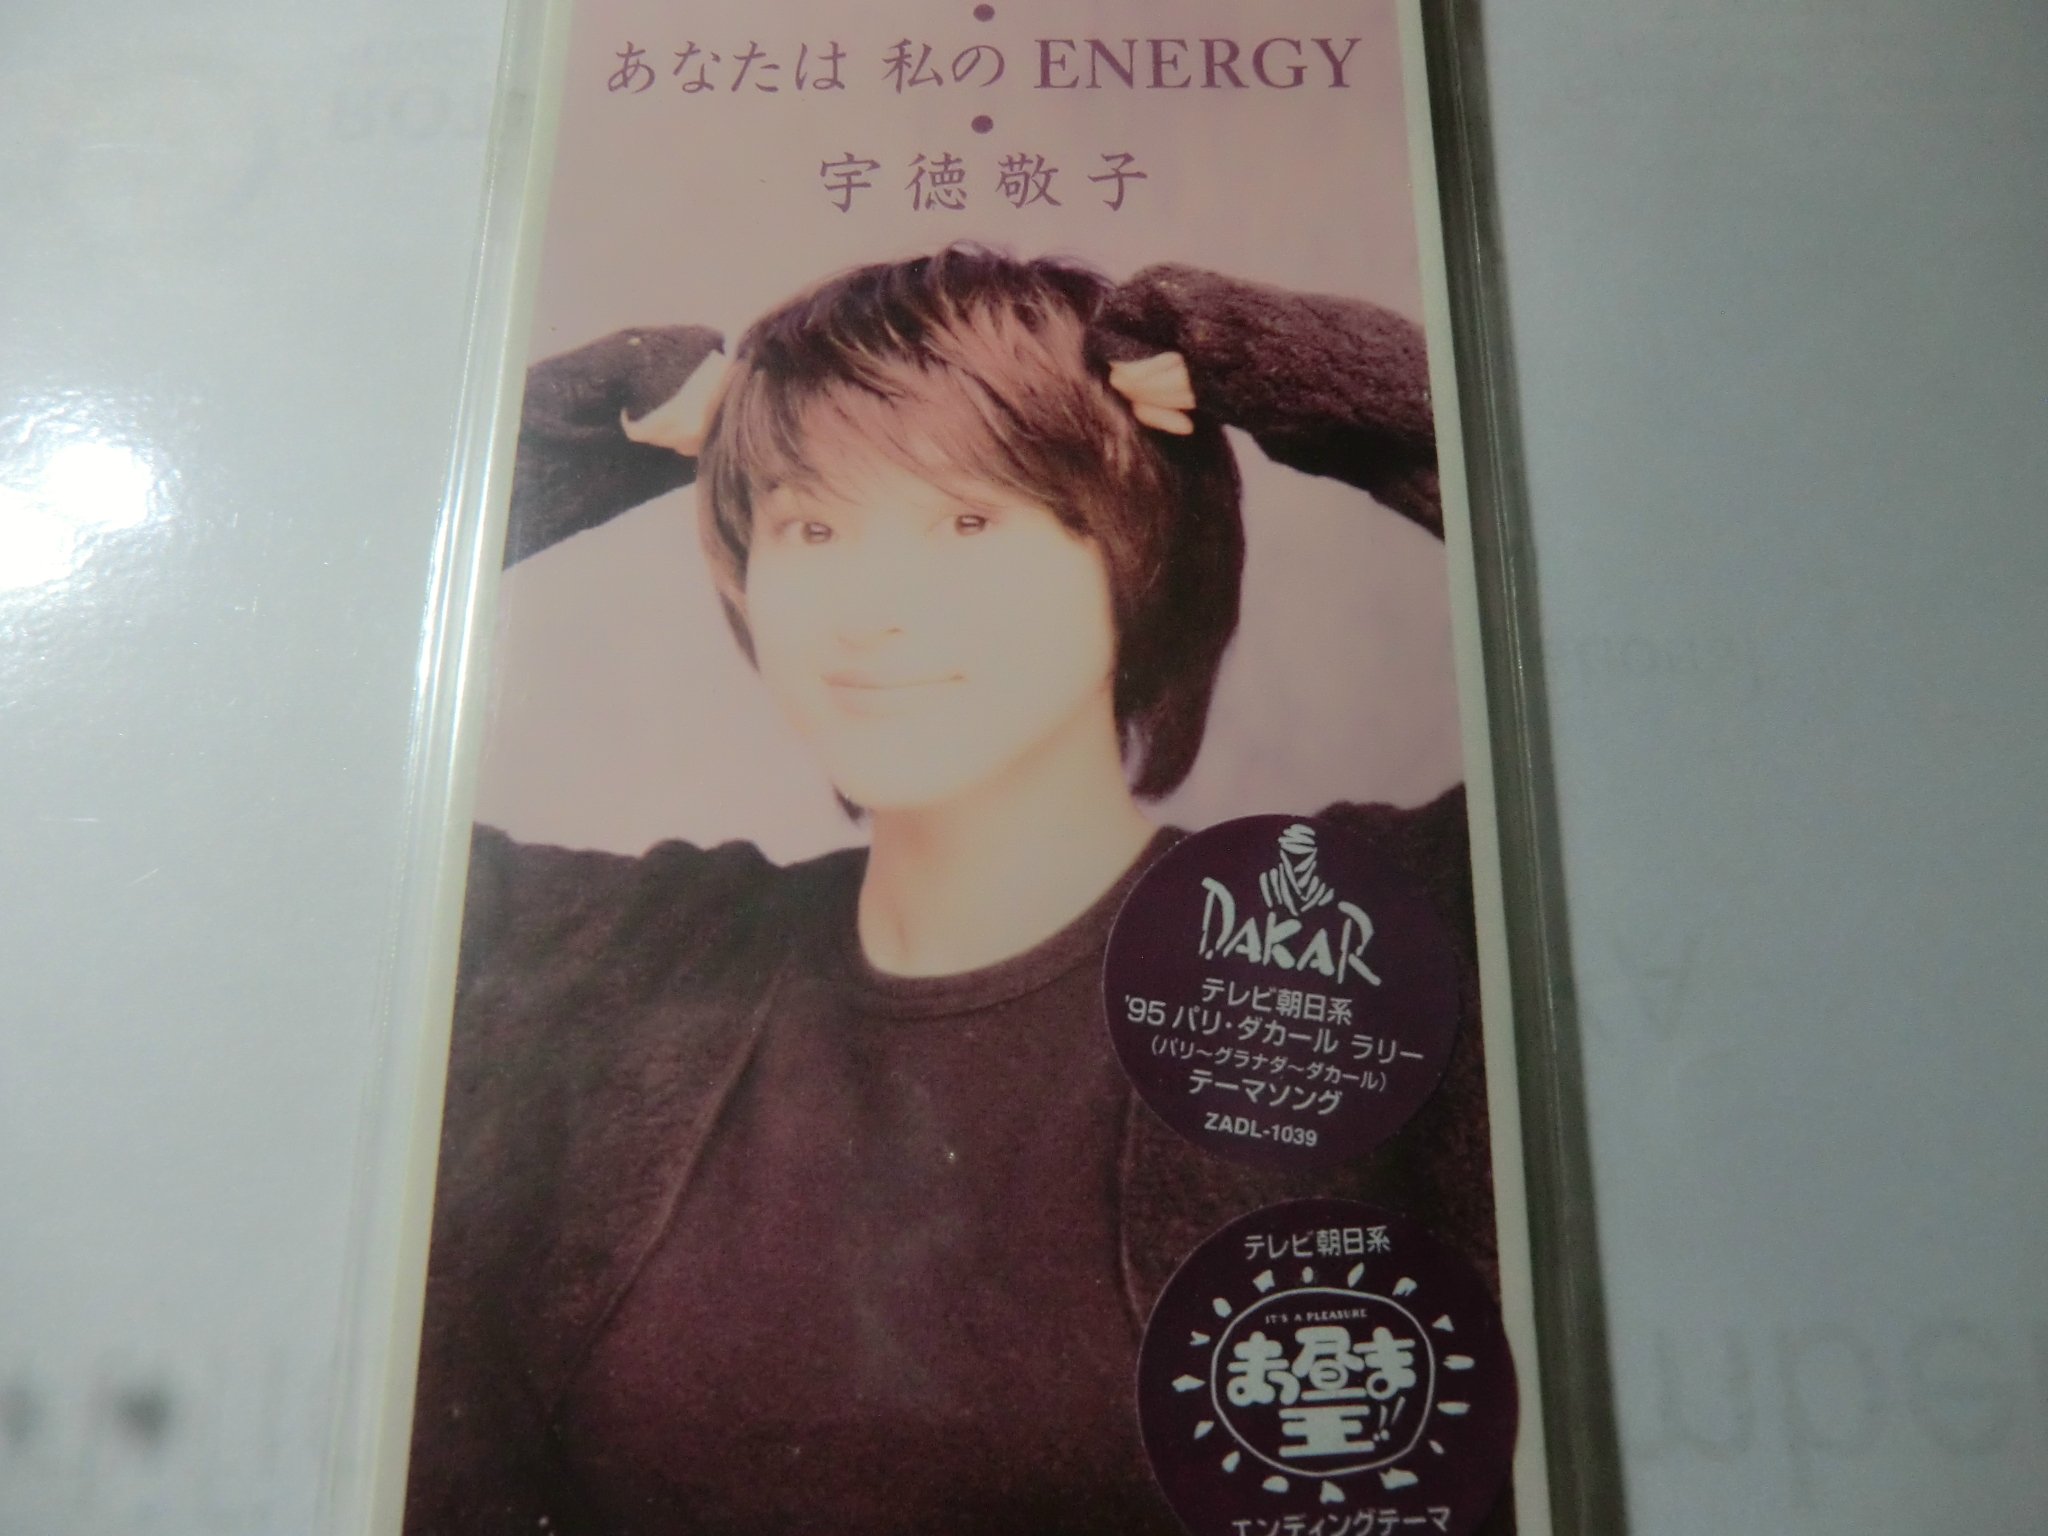 あなたは 私の ENERGY
宇徳敬子
DAKAR
テレビ朝日系
'95 パリ・ダカール ラリー
(パリ〜グラナダ〜ダカール)
テーマソング
ZADL-1039
テレビ朝日系
IT'S A PLEASURE
まっ昼ま
王!!
エンディングテーマ